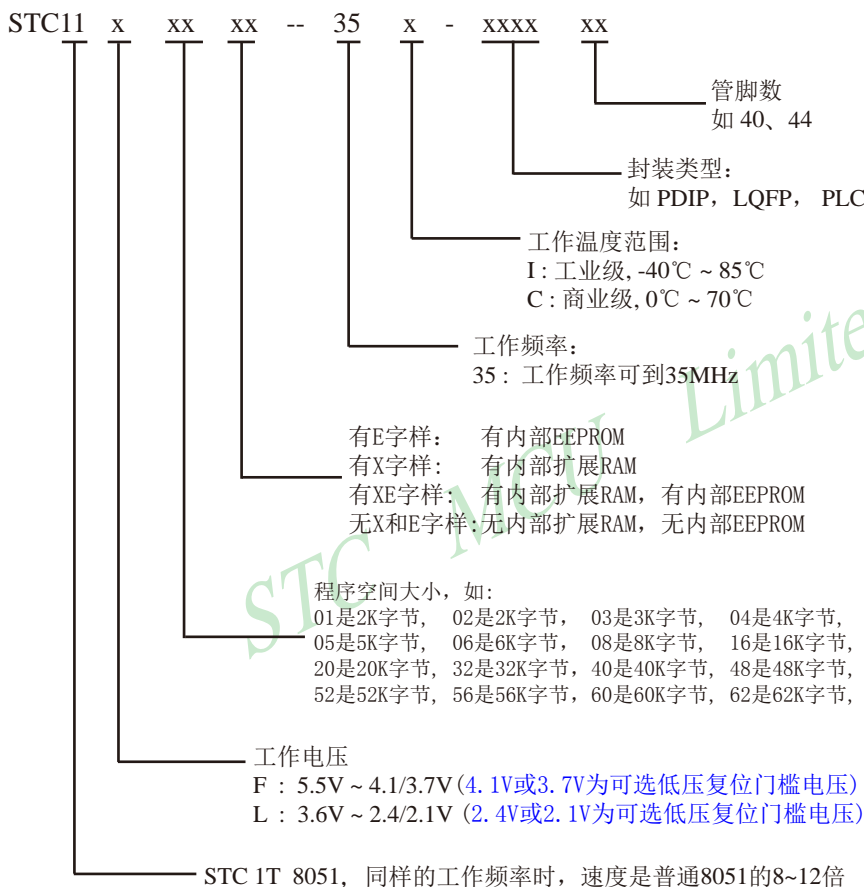 STC11 x xx xx -- 35 x - xxxx xx
管脚数
如 40、44
封装类型：
如 PDIP，LQFP， PLC
工作温度范围：
I : 工业级, -40℃ ~ 85℃
C : 商业级, 0℃ ~ 70℃
工作频率：
35 : 工作频率可到35MHz
有E字样： 有内部EEPROM
有X字样: 有内部扩展RAM
有XE字样: 有内部扩展RAM, 有内部EEPROM
无X和E字样:无内部扩展RAM, 无内部EEPROM
程序空间大小，如:
01是2K字节, 02是2K字节， 03是3K字节, 04是4K字节,
05是5K字节, 06是6K字节， 08是8K字节, 16是16K字节,
20是20K字节, 32是32K字节，40是40K字节, 48是48K字节,
52是52K字节, 56是56K字节，60是60K字节, 62是62K字节,
工作电压
F : 5.5V ~ 4.1/3.7V (4.1V或3.7V为可选低压复位门槛电压)
L : 3.6V ~ 2.4/2.1V (2.4V或2.1V为可选低压复位门槛电压)
STC 1T 8051, 同样的工作频率时，速度是普通8051的8~12倍
STC MCU Limite